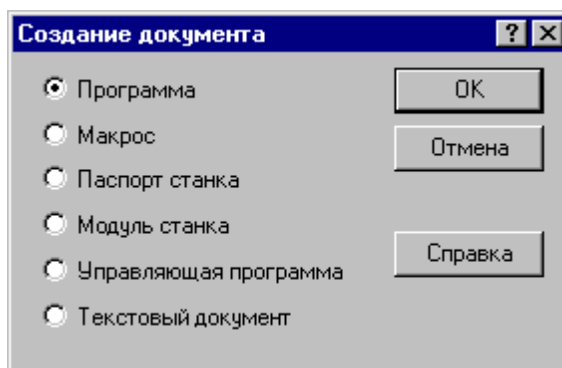 Создание документа
Программа
OK
Макрос
Отмена
Паспорт станка
Модуль станка
Управляющая программа
Справка
Текстовый документ